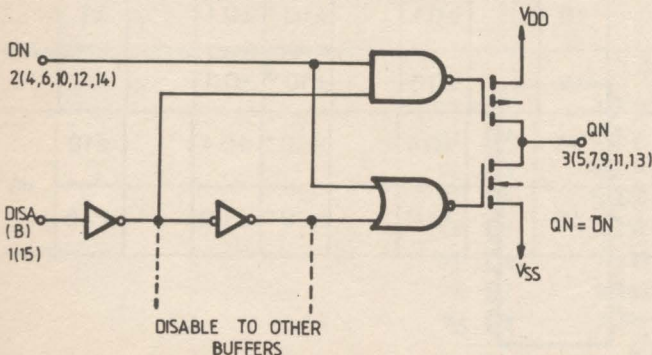 VDD
DN
2(4,6,10,12,14)
QN
3(5,7,9,11,13)
DISA
(B)
1(15)
QN = D̅N
VSS
DISABLE TO OTHER
BUFFERS